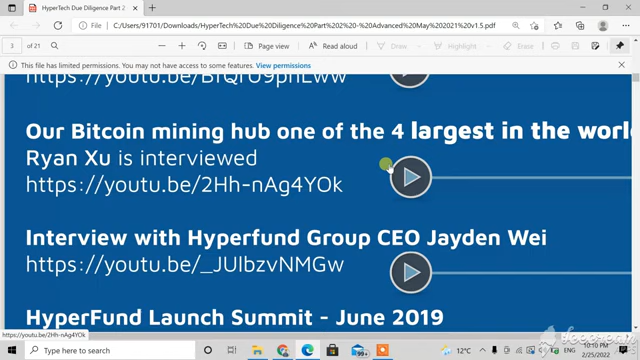 HyperTech Due Diligence Part 2
File
C:/Users/91701/Downloads/HyperTech%20Due%20Diligence%20Part%202%20-%20Advanced%20May%202021%20v1.5.pdf
3
of 21
Page view
Read aloud
Draw
Highlight
Erase
This file has limited permissions. You may not have access to some features. View permissions
Our Bitcoin mining hub one of the 4 largest in the worl
Ryan Xu is interviewed
https://youtu.be/2Hh-nAg4YOk
Interview with Hyperfund Group CEO Jayden Wei
https://youtu.be/_JUlbzvNMGw
HyperFund Launch Summit - June 2019
https://youtu.be/2Hh-nAg4YOk
Type here to search
99+
12°C
ENG
10:10 PM
2/25/2022